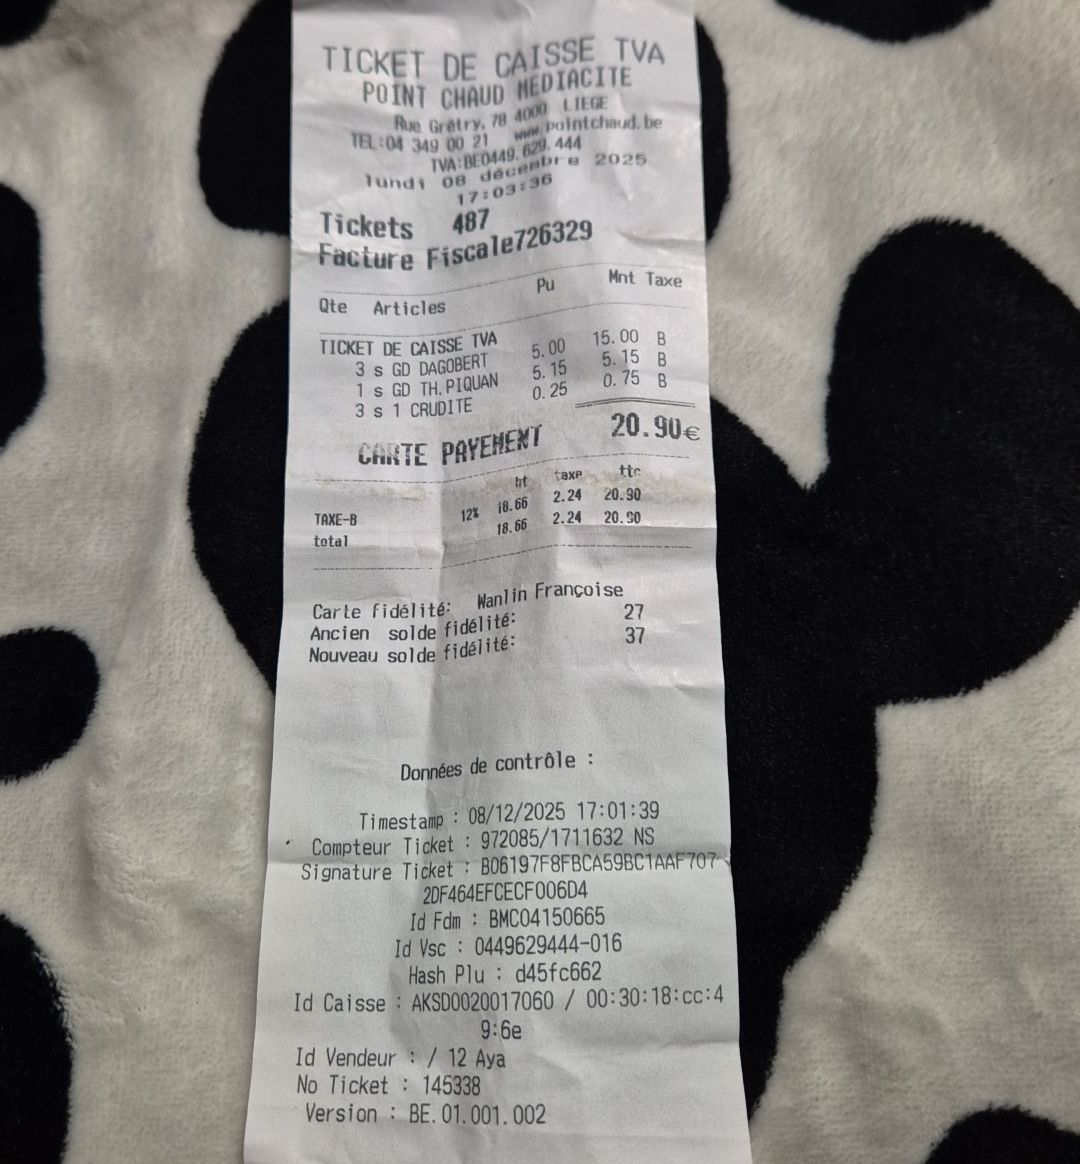 TICKET DE CAISSE TVA
POINT CHAUD MEDIACITE
Rue Grêtry, 78 4000 LIEGE
TEL:04 349 00 21 www.pointchaud.be
TVA:BE0449.629.444
lundi 08 décembre 2025
17:03:36
Tickets 487
Facture Fiscale726329
Qte Articles Pu Mnt Taxe
TICKET DE CAISSE TVA
3 s GD DAGOBERT 5.00 15.00 B
1 s GD TH.PIQUAN 5.15 5.15 B
3 s 1 CRUDITE 0.25 0.75 B
CARTE PAYEMENT 20.90€
ht taxe ttc
TAXE-B 12% 18.66 2.24 20.90
total 18.66 2.24 20.90
Carte fidélité: Wanlin Françoise
Ancien solde fidélité: 27
Nouveau solde fidélité: 37
Données de contrôle :
Timestamp : 08/12/2025 17:01:39
Compteur Ticket : 972085/1711632 NS
Signature Ticket : B06197F8FBCA59BC1AAF707
2DF464EFCECF006D4
Id Fdm : BMC04150665
Id Vsc : 0449629444-016
Hash Plu : d45fc662
Id Caisse : AKSD0020017060 / 00:30:18:cc:4
9:6e
Id Vendeur : / 12 Aya
No Ticket : 145338
Version : BE.01.001.002